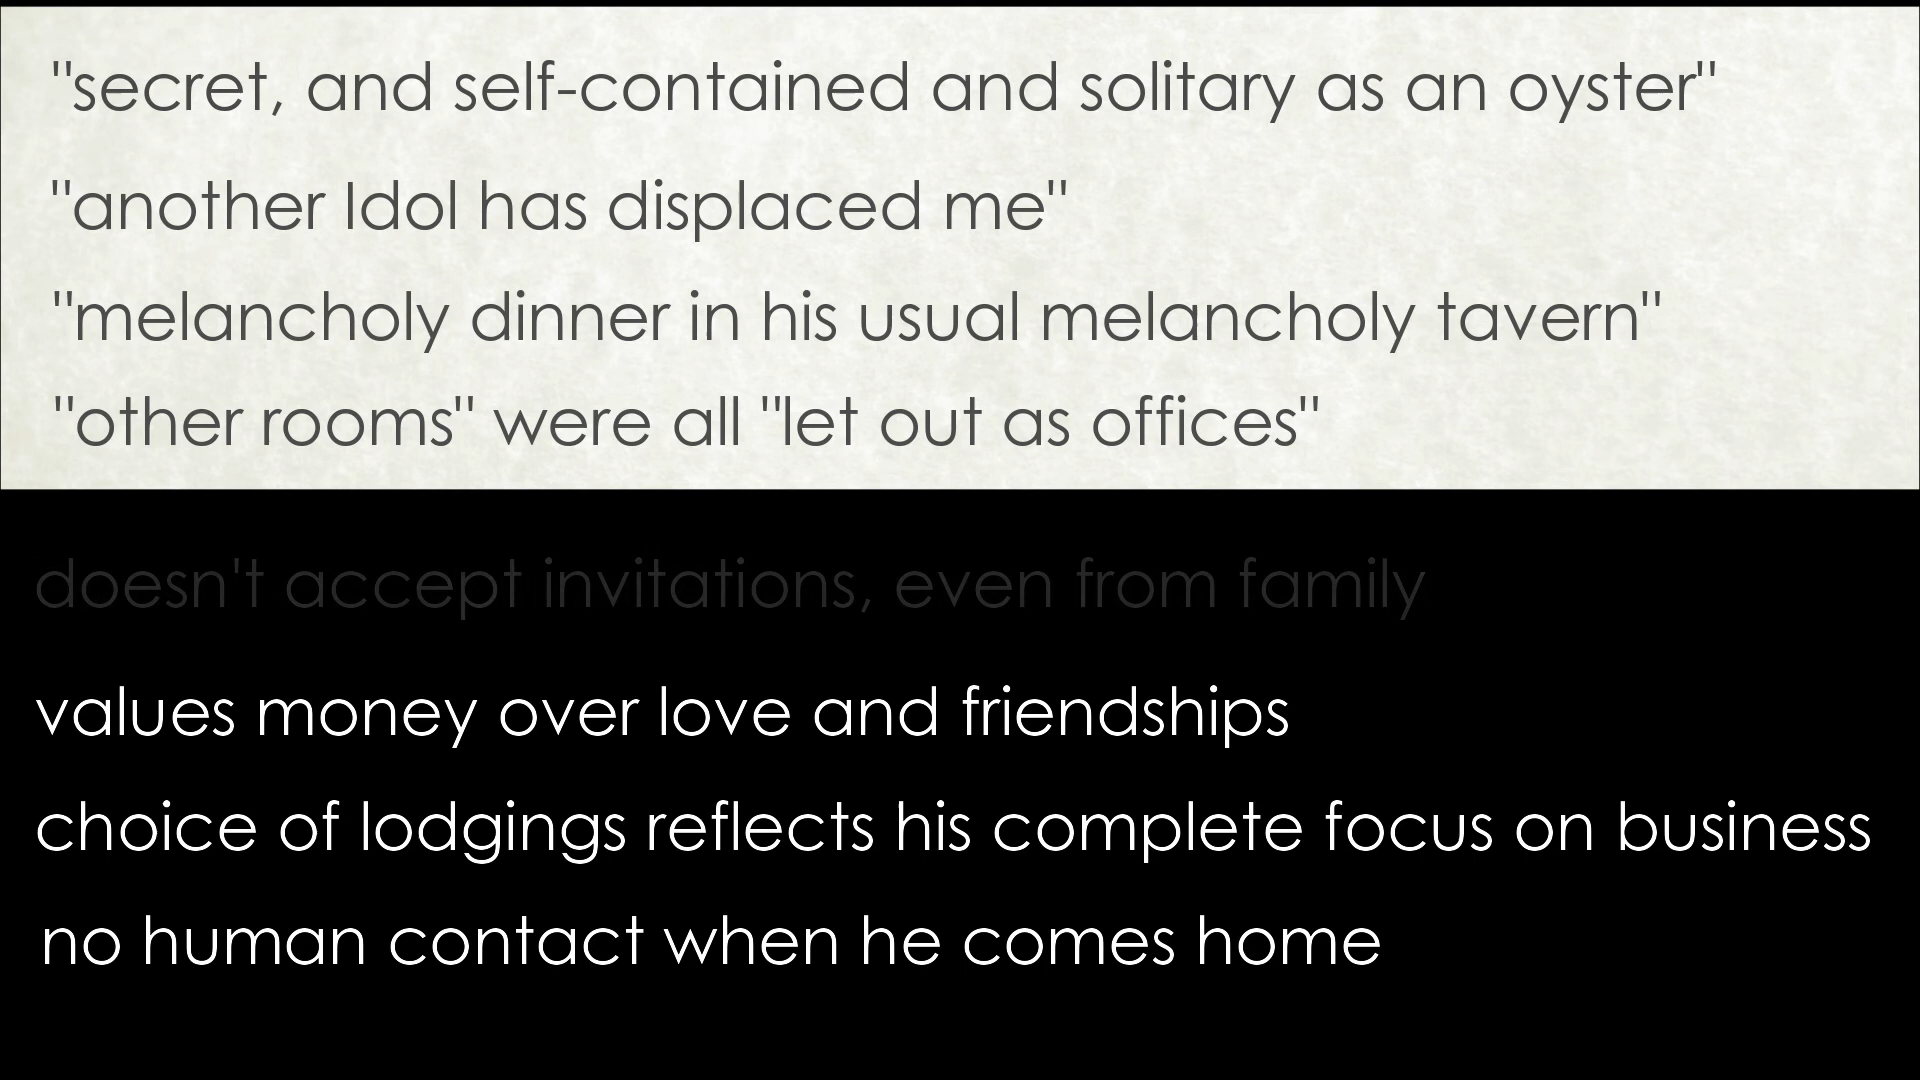 "secret, and self-contained and solitary as an oyster"
"another Idol has displaced me"
"melancholy dinner in his usual melancholy tavern"
"other rooms" were all "let out as offices"
doesn't accept invitations, even from family
values money over love and friendships
choice of lodgings reflects his complete focus on business
no human contact when he comes home